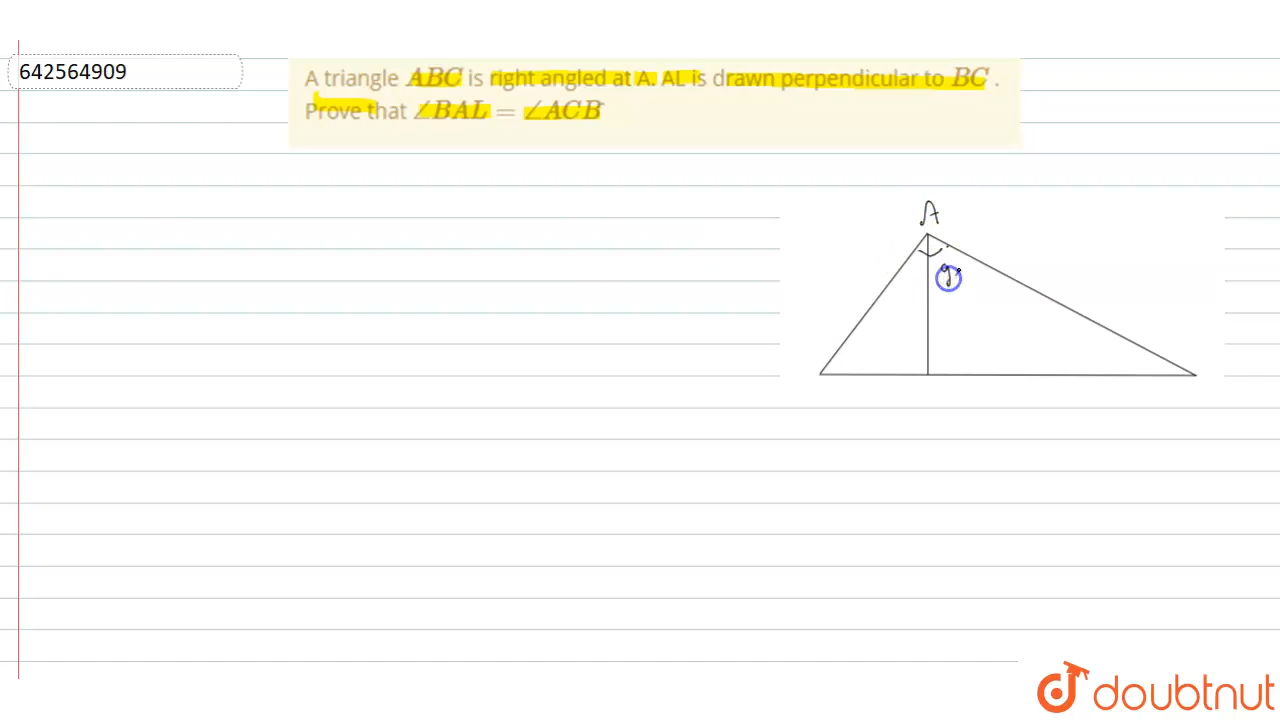 642564909
A triangle ABC is right angled at A. AL is drawn perpendicular to BC .
Prove that ∠BAL = ∠ACB
A
doubtnut